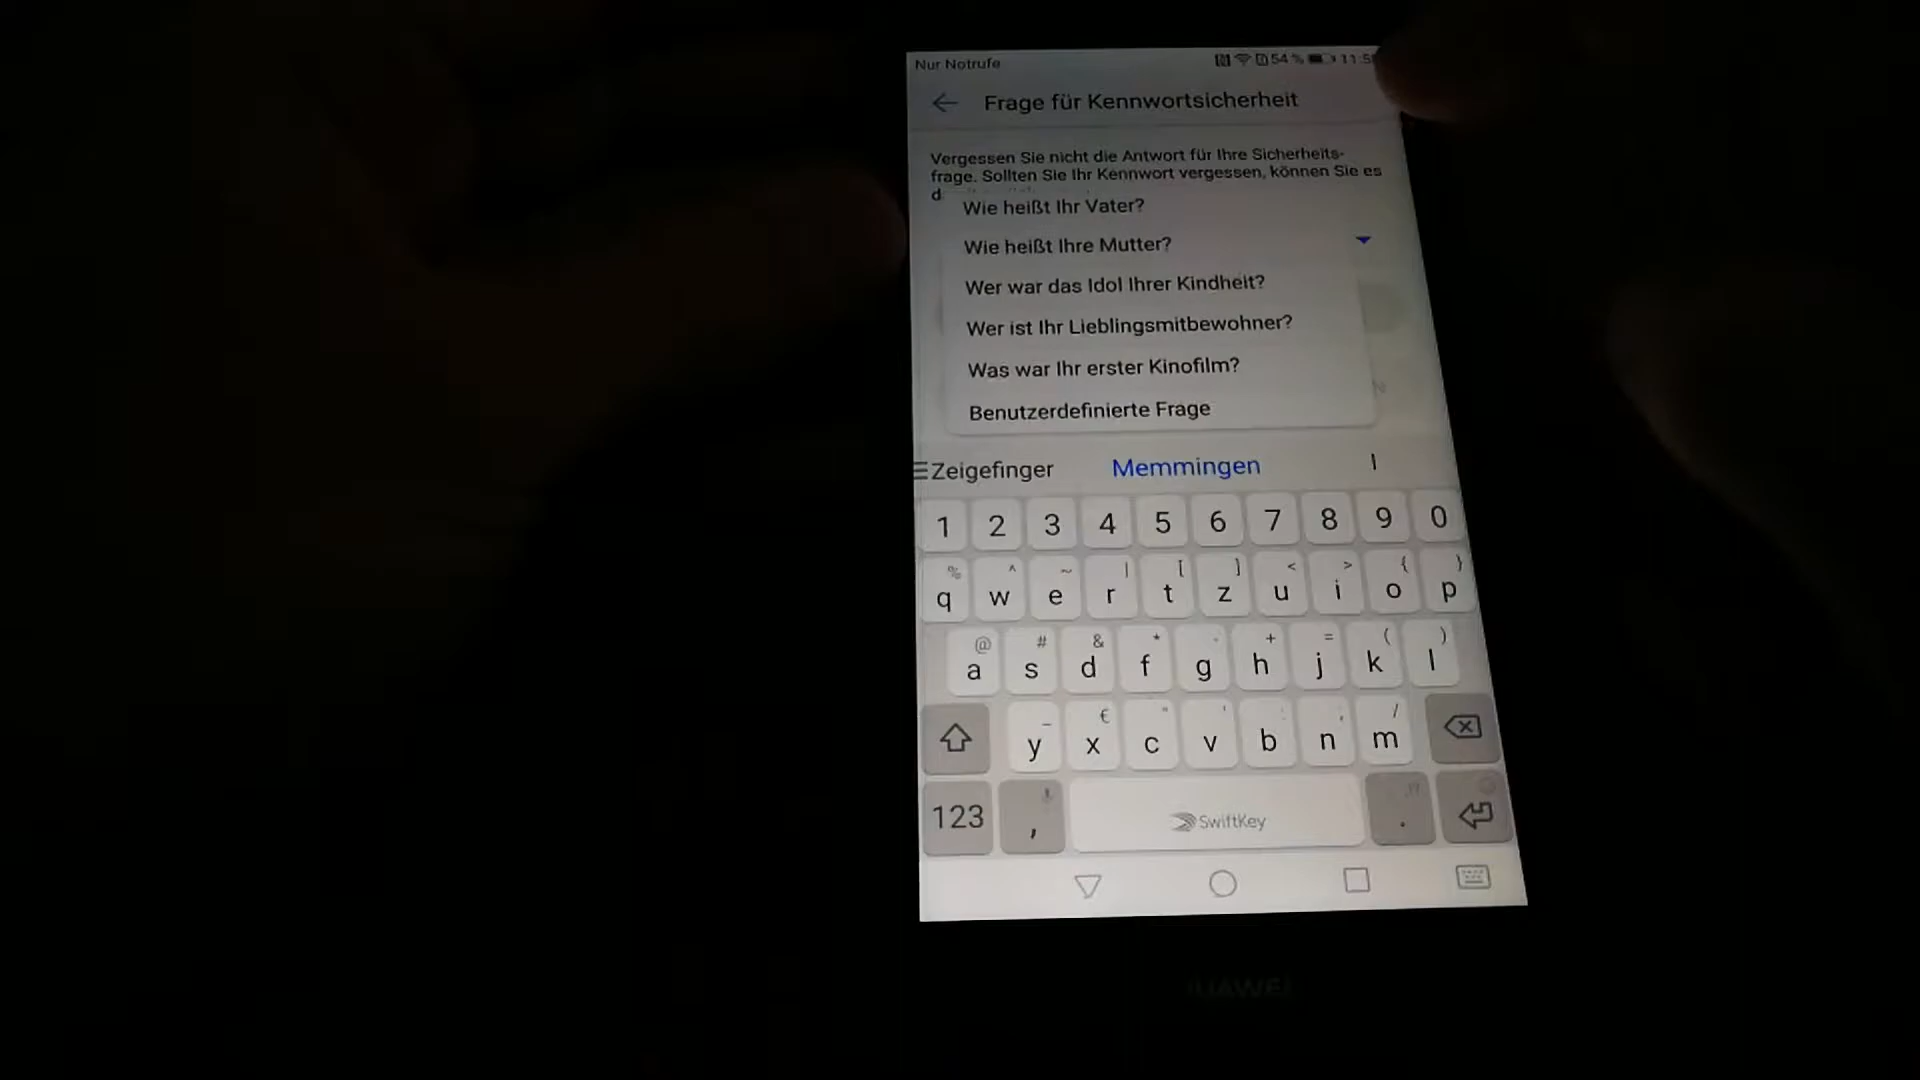 Nur Notrufe 54 %
Frage für Kennwortsicherheit
Vergessen Sie nicht die Antwort für Ihre Sicherheits-
frage. Sollten Sie Ihr Kennwort vergessen, können Sie es
d
Wie heißt Ihr Vater?
Wie heißt Ihre Mutter?
Wer war das Idol Ihrer Kindheit?
Wer ist Ihr Lieblingsmitbewohner?
Was war Ihr erster Kinofilm?
Benutzerdefinierte Frage
Zeigefinger Memmingen I
1 2 3 4 5 6 7 8 9 0
% ^ ~ | [ ] < > { }
q w e r t z u i o p
@ # & * - + = ( )
a s d f g h j k l
_ € " ' : ; /
y x c v b n m
123 , SwiftKey .
HUAWEI